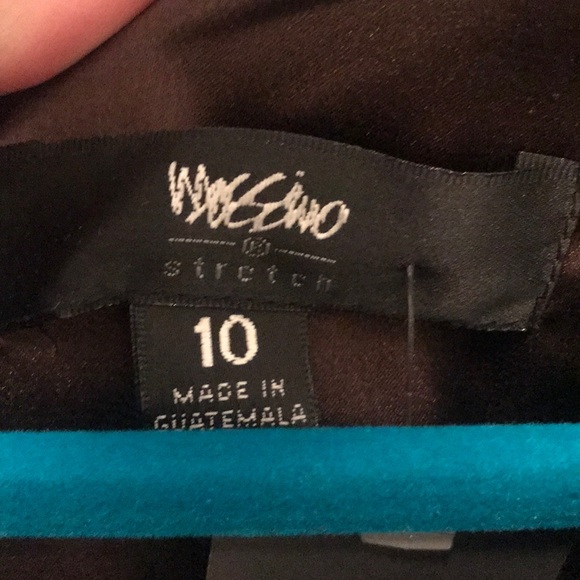 Mossimo
stretch
10
MADE IN
GUATEMALA